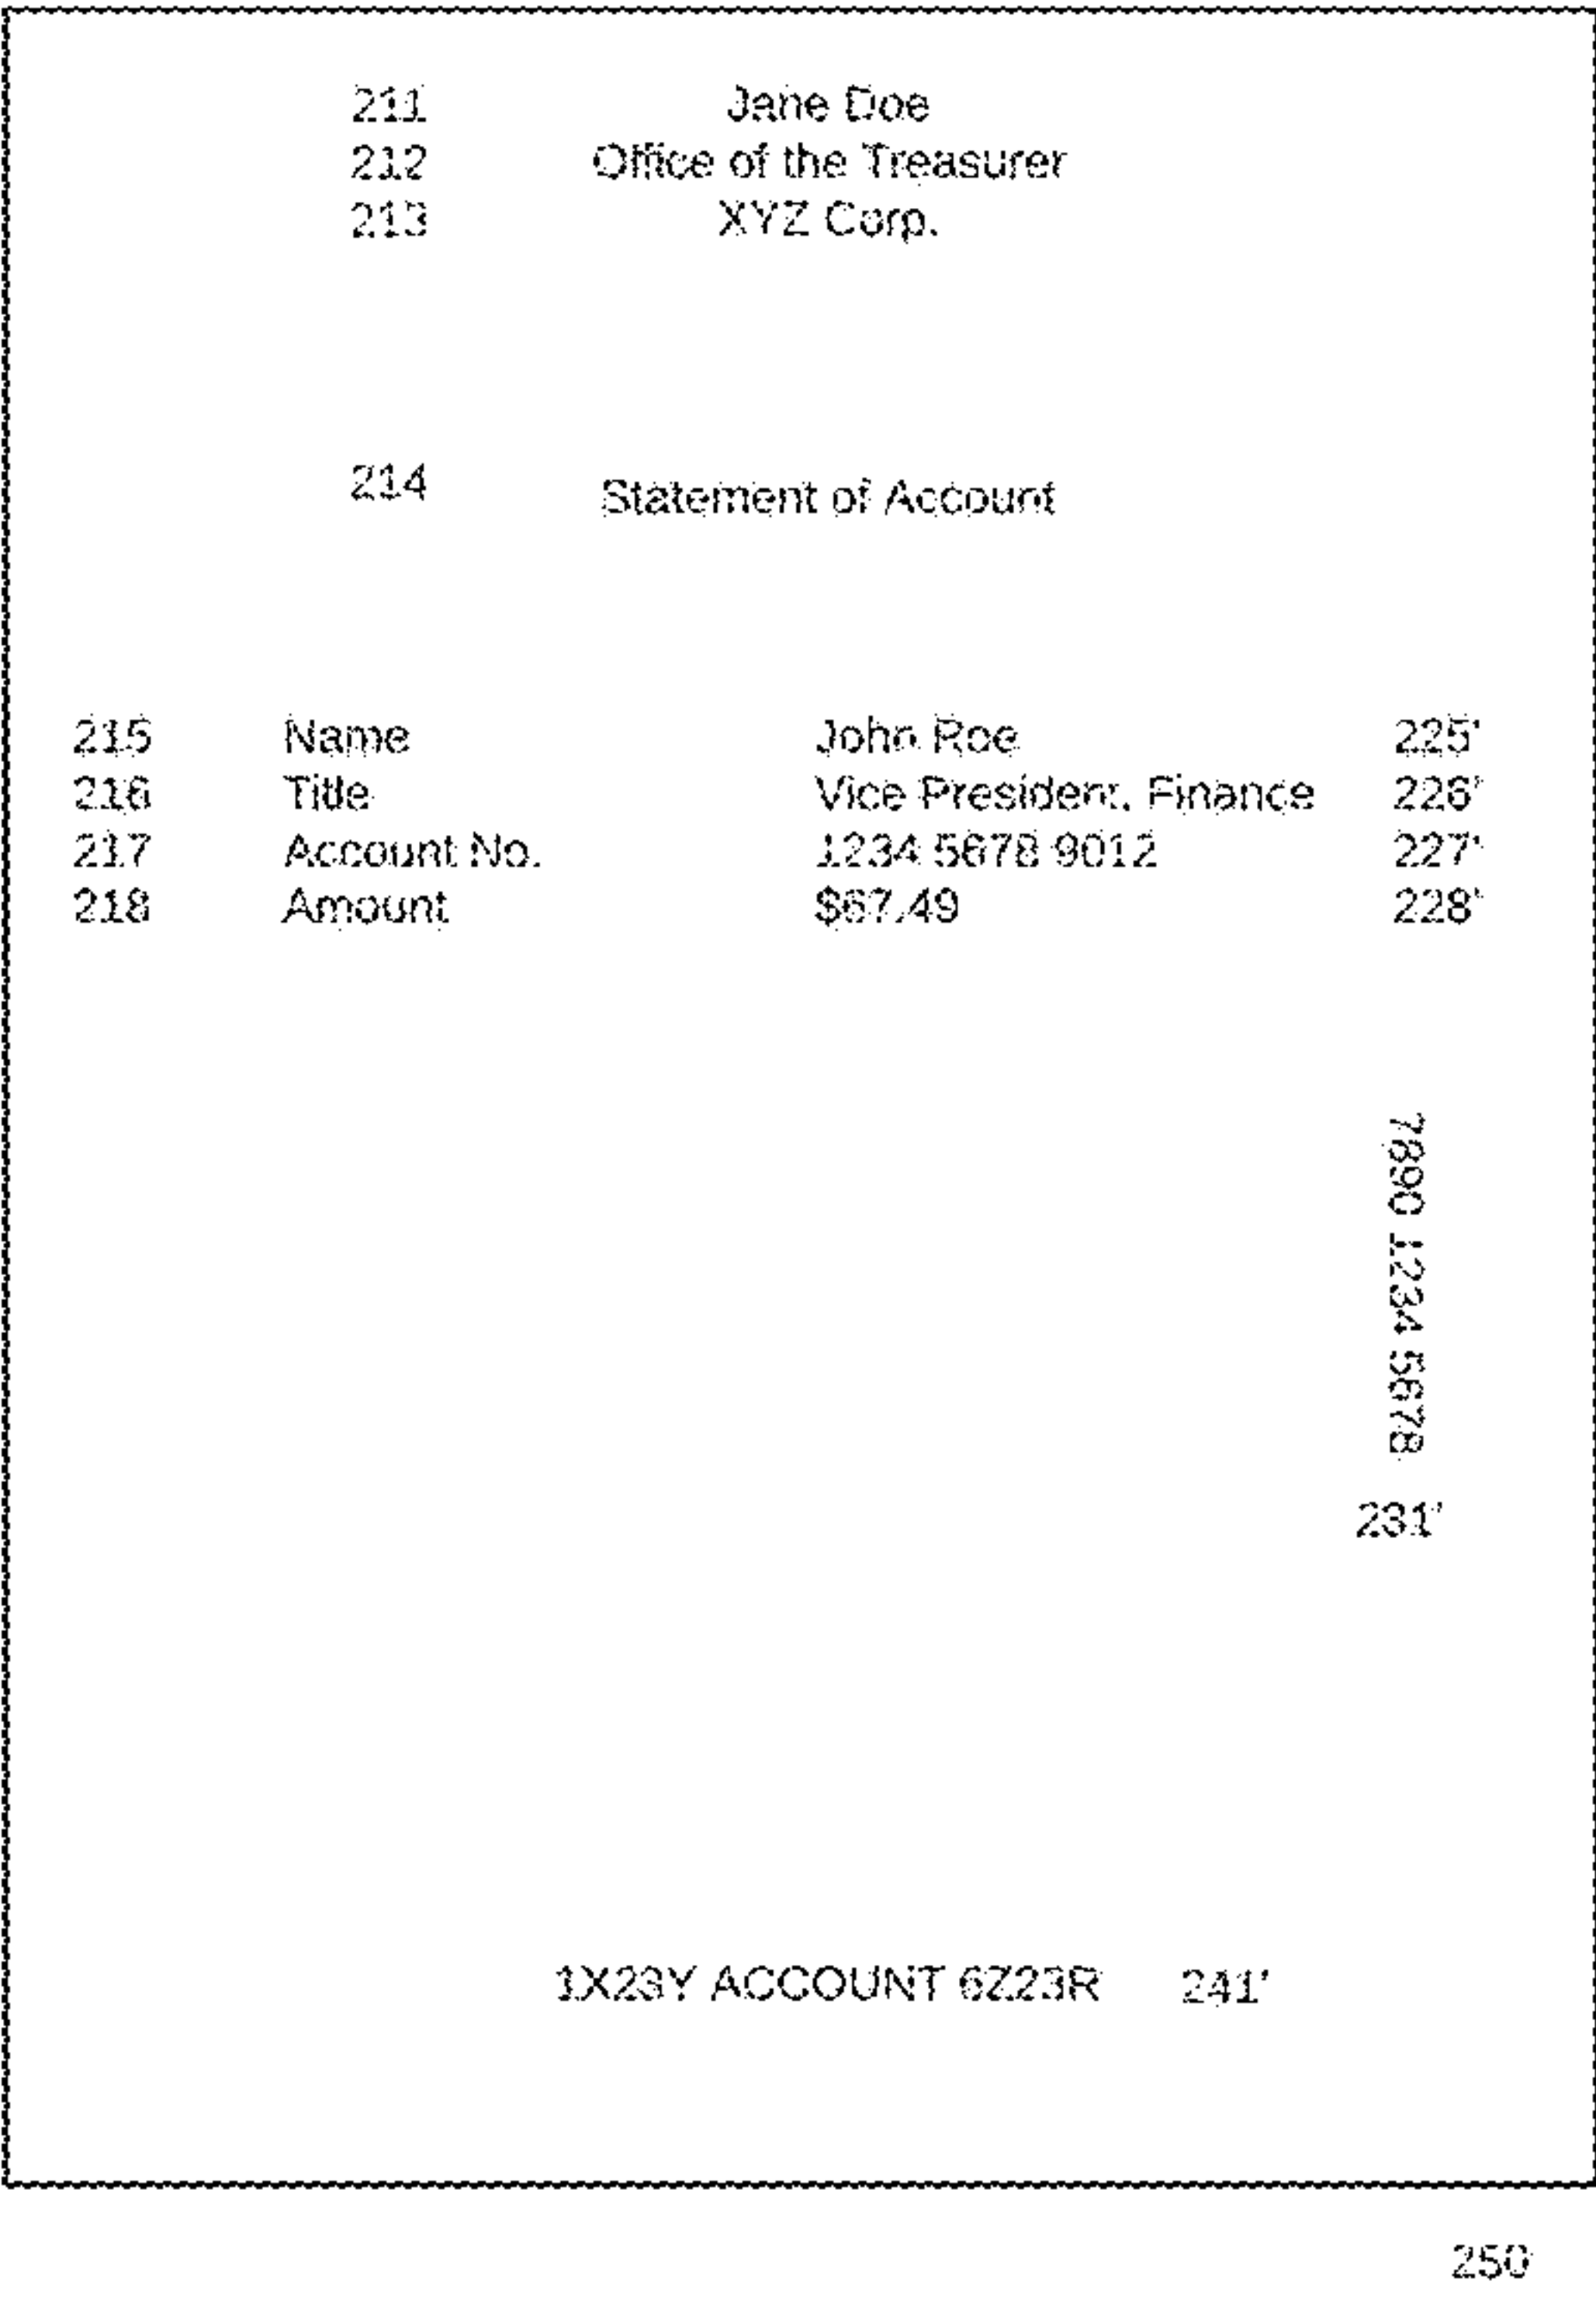 211 Jane Doe
212 Office of the Treasurer
213 XYZ Corp.
214 Statement of Account
215 Name John Roe 225'
216 Title Vice President, Finance 226'
217 Account No. 1234 5678 9012 227'
218 Amount $67.49 228'
7890 1234 5678
231'
1X23Y ACCOUNT 6Z23R 241'
250